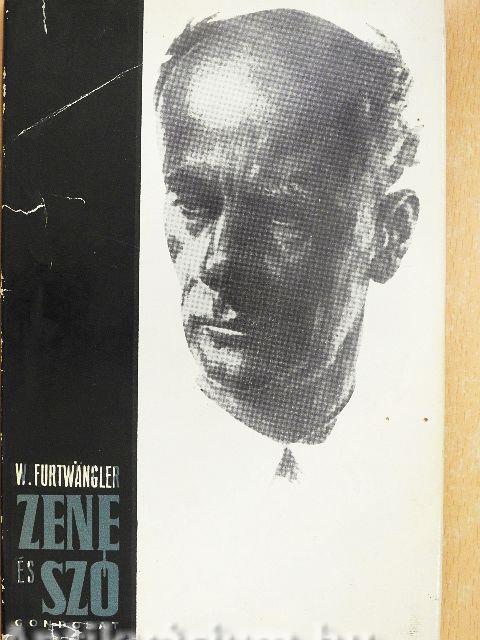 W. FURTWÄNGLER
ZENE
ÉS
SZÓ
GONDOLAT